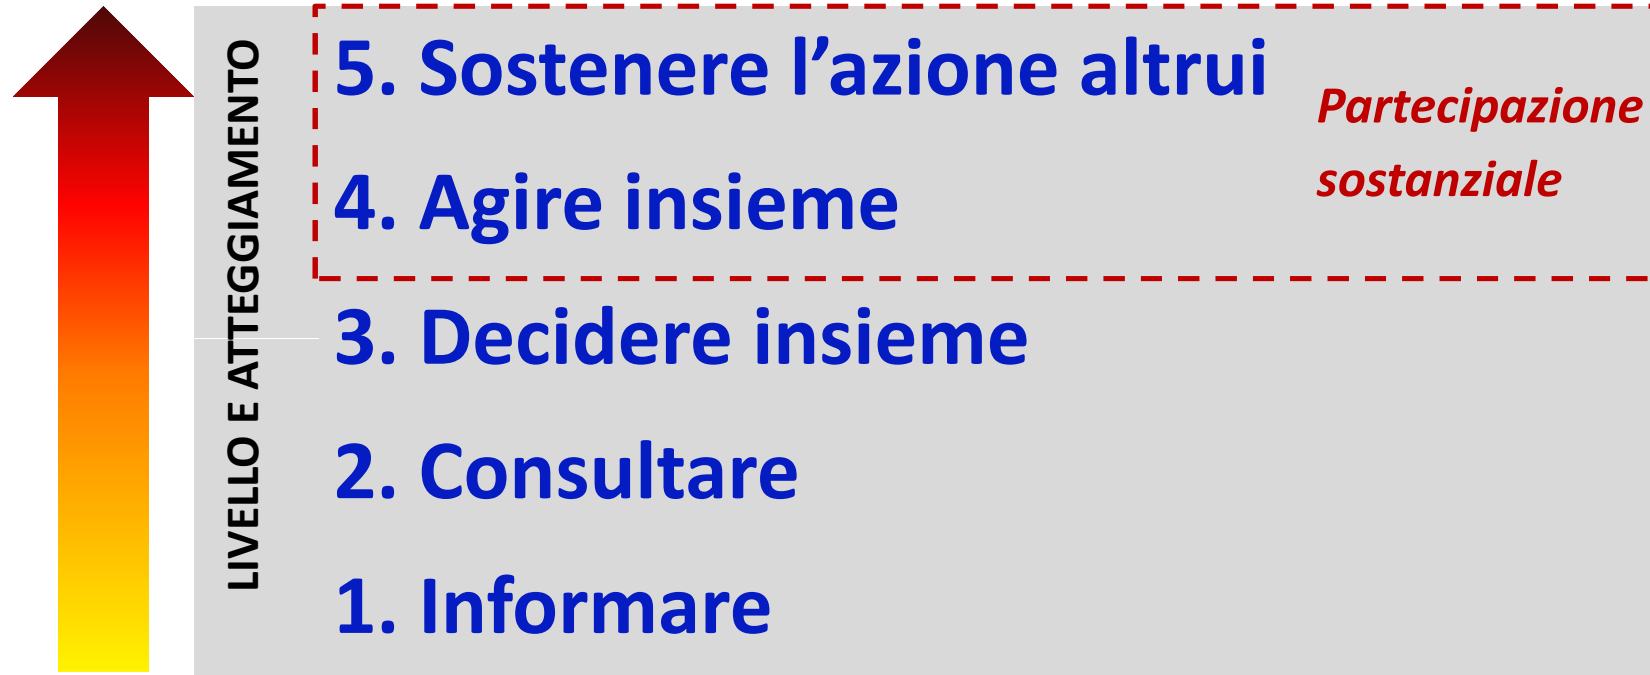 LIVELLO E ATTEGGIAMENTO
5. Sostenere l’azione altrui
Partecipazione
sostanziale
4. Agire insieme
3. Decidere insieme
2. Consultare
1. Informare